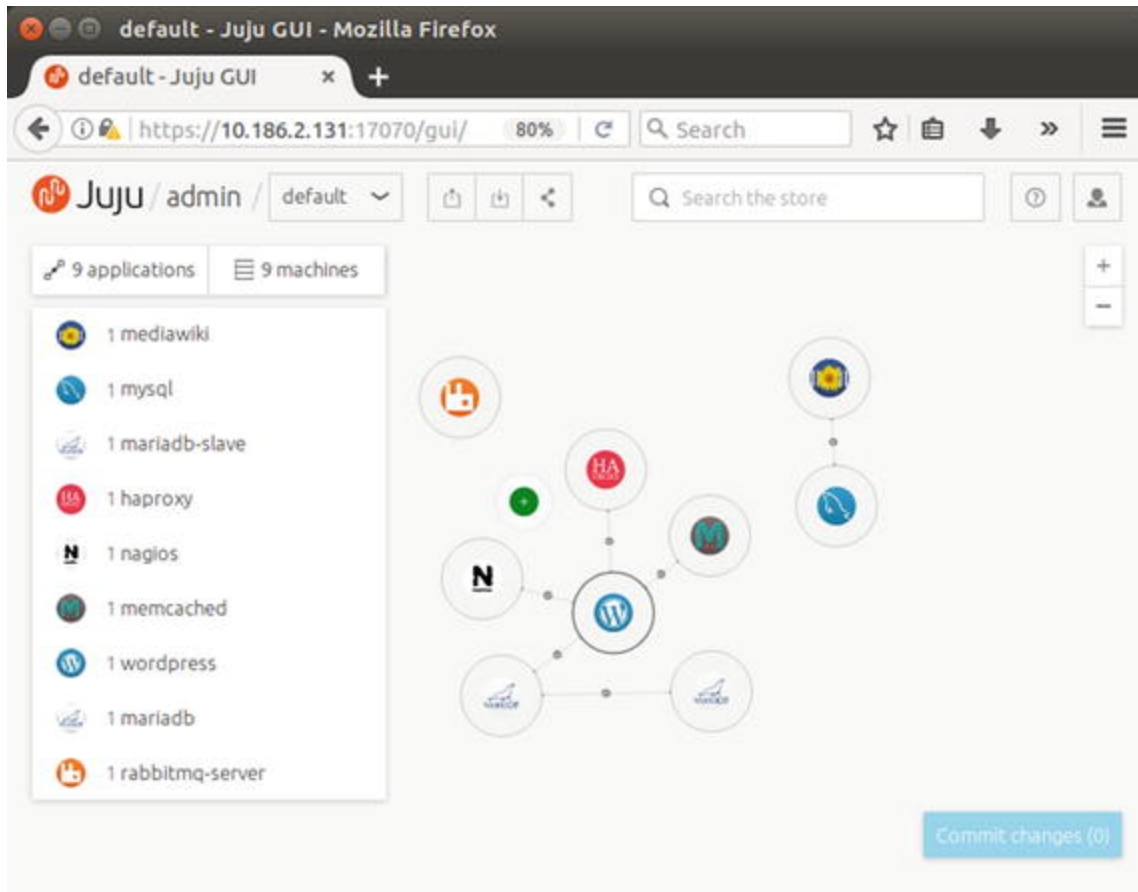 default - Juju GUI - Mozilla Firefox
default - Juju GUI × +
https://10.186.2.131:17070/gui/ 80% Search
JUJU / admin / default Search the store
9 applications 9 machines
1 mediawiki
1 mysql
1 mariadb-slave
1 haproxy
1 nagios
1 memcached
1 wordpress
1 mariadb
1 rabbitmq-server
HA
N
M
W
Commit changes (0)